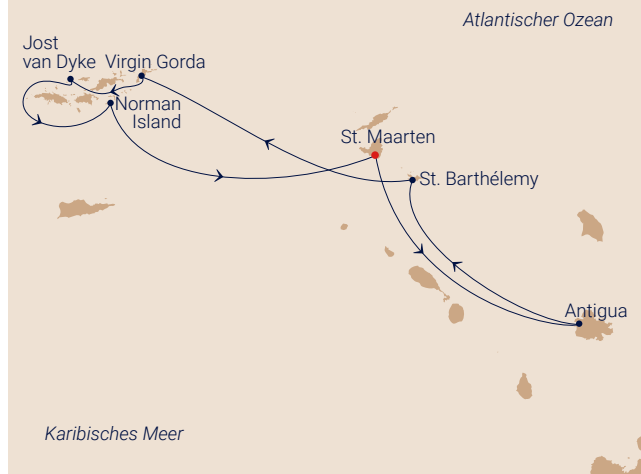 Atlantischer Ozean
Jost
van Dyke
Virgin Gorda
Norman
Island
St. Maarten
St. Barthélemy
Antigua
Karibisches Meer